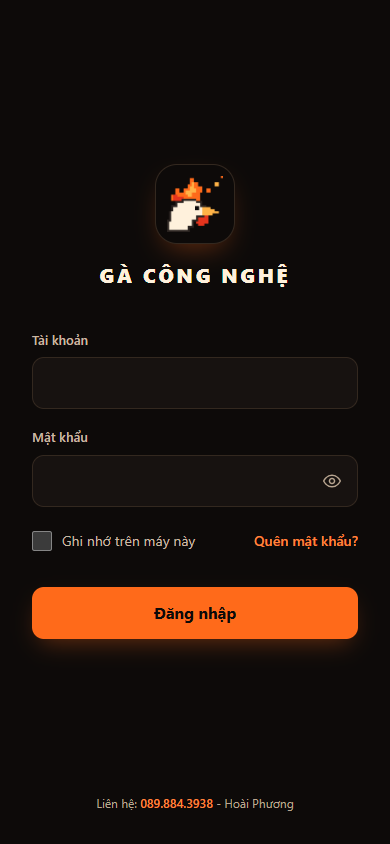 GÀ CÔNG NGHỆ
Tài khoản
Mật khẩu
Ghi nhớ trên máy này Quên mật khẩu?
Đăng nhập
Liên hệ: 089.884.3938 - Hoài Phương